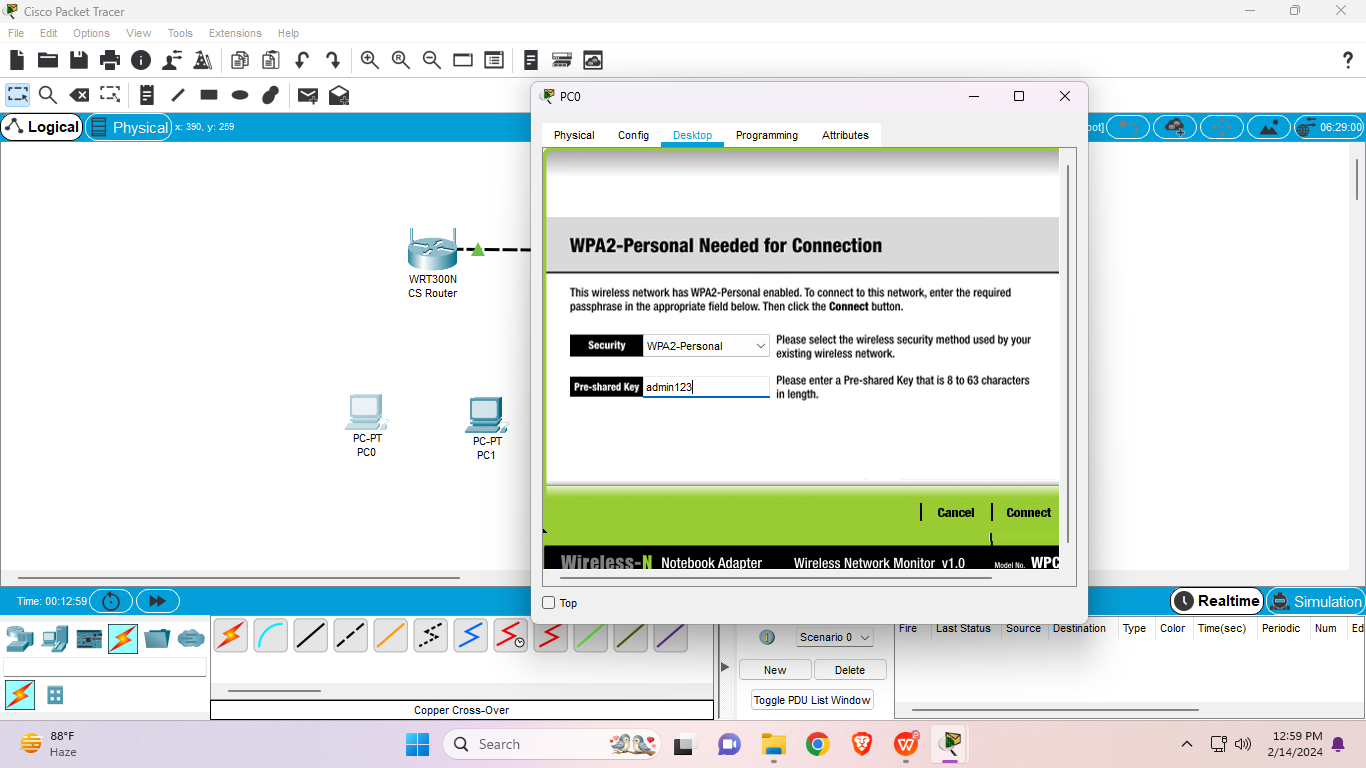 Cisco Packet Tracer
File Edit Options View Tools Extensions Help
?
Logical
Physical
x: 390, y: 259
06:29:00
WRT300N
CS Router
PC-PT
PC0
PC-PT
PC1
PC0
Physical Config Desktop Programming Attributes
WPA2-Personal Needed for Connection
This wireless network has WPA2-Personal enabled. To connect to this network, enter the required
passphrase in the appropriate field below. Then click the Connect button.
Security WPA2-Personal
Please select the wireless security method used by your
existing wireless network.
Pre-shared Key admin123
Please enter a Pre-shared Key that is 8 to 63 characters
in length.
Cancel Connect
Wireless-N Notebook Adapter Wireless Network Monitor v1.0 Model No. WPC
Top
Time: 00:12:59
Realtime
Simulation
Scenario 0
New Delete
Toggle PDU List Window
Fire Last Status Source Destination Type Color Time(sec) Periodic Num Ed
Copper Cross-Over
88°F
Haze
Search
12:59 PM
2/14/2024